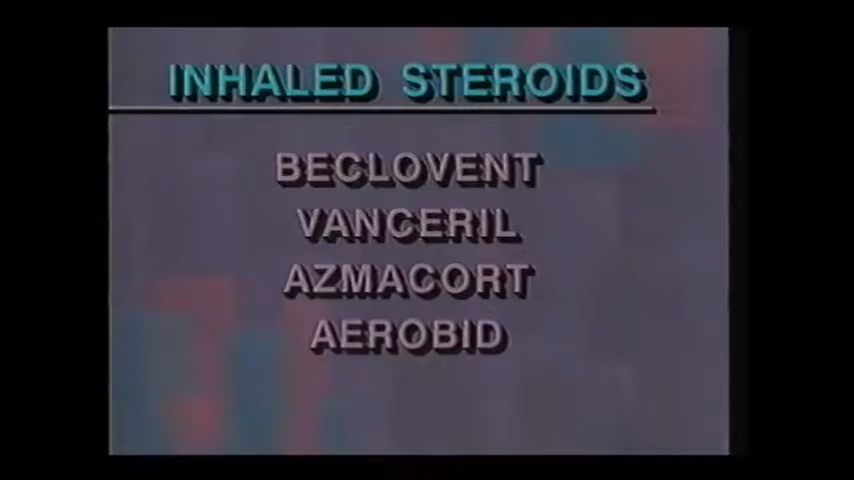 INHALED STEROIDS
BECLOVENT
VANCERIL
AZMACORT
AEROBID